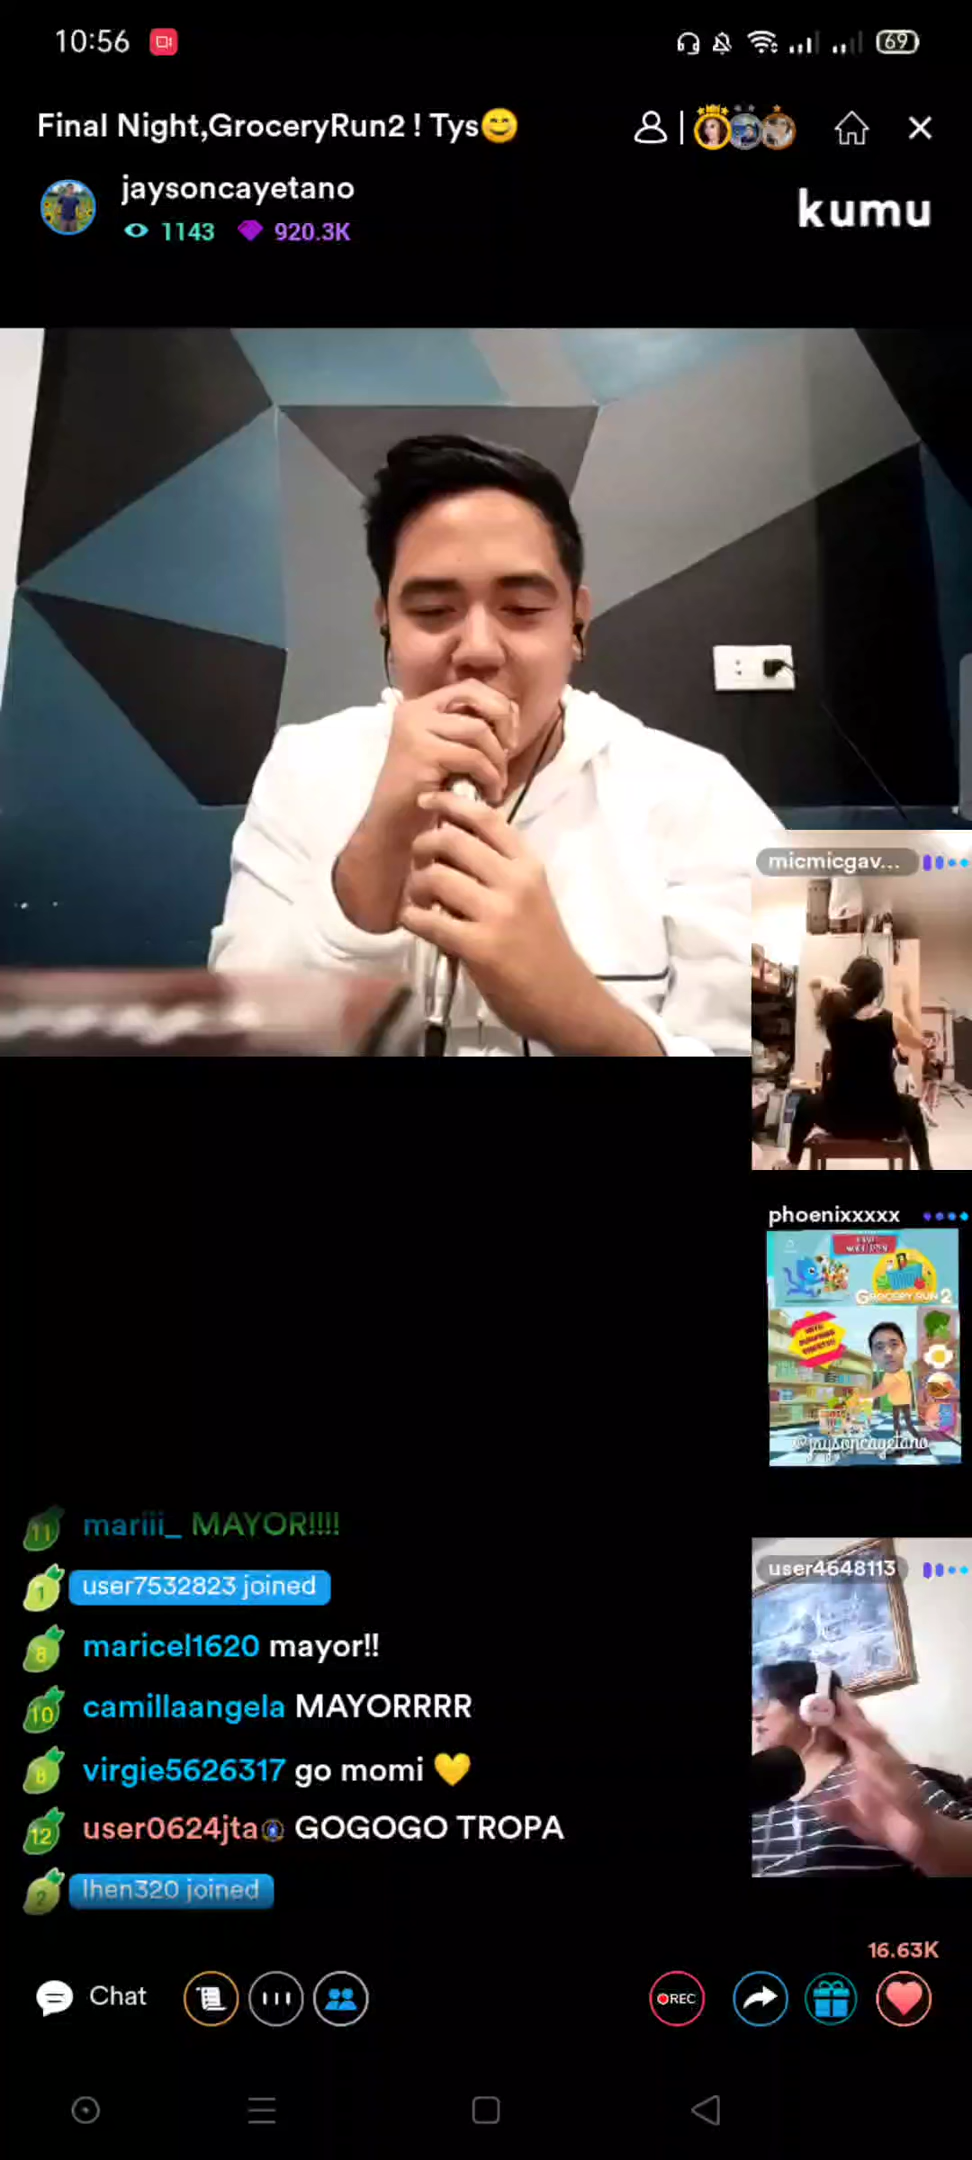 10:56
69
Final Night,GroceryRun2 ! Tys😊
jaysoncayetano
1143 920.3K
kumu
micmicgav...
phoenixxxxx
GROCERY RUN 2
@jaysoncayetano
11 mariii_ MAYOR!!!!
1 user7532823 joined
user4648113
8 maricel1620 mayor!!
10 camillaangela MAYORRRR
8 virgie5626317 go momi 💛
12 user0624jta GOGOGO TROPA
2 lhen320 joined
16.63K
Chat
REC